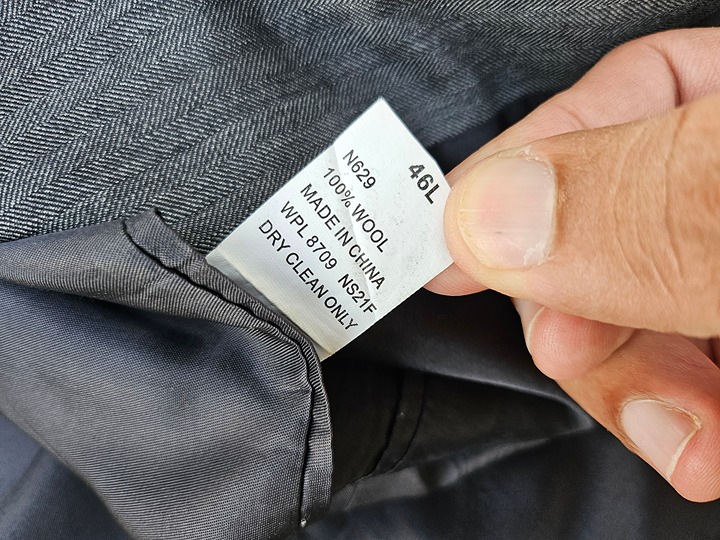 46L
N629
100% WOOL
MADE IN CHINA
WPL 8709 NS21F
DRY CLEAN ONLY